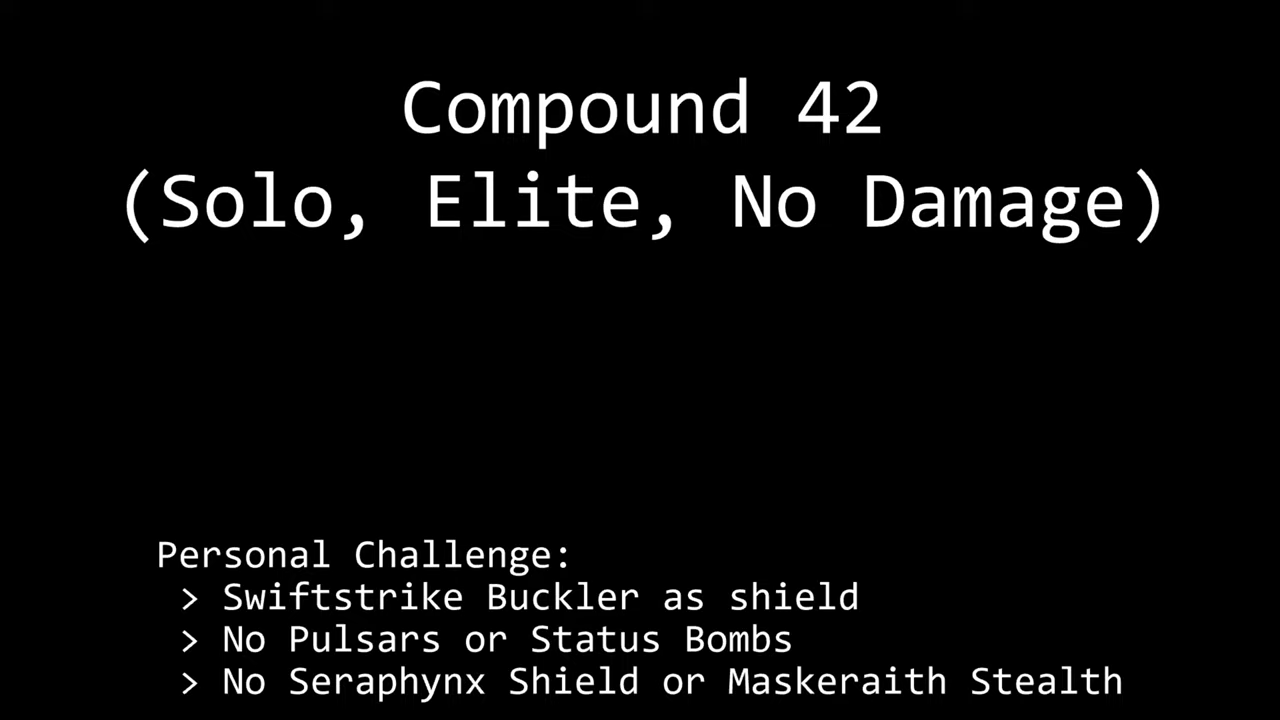 Compound 42
(Solo, Elite, No Damage)
Personal Challenge:
> Swiftstrike Buckler as shield
> No Pulsars or Status Bombs
> No Seraphynx Shield or Maskeraith Stealth